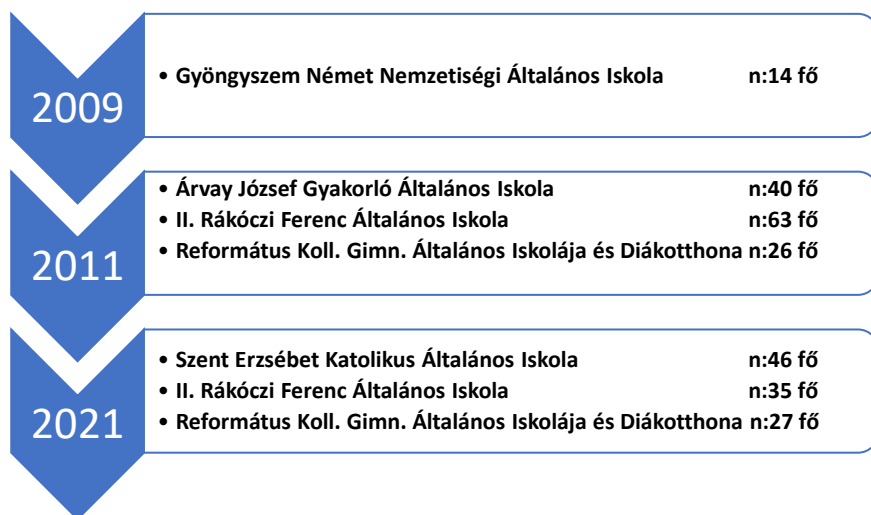 2009
• Gyöngyszem Német Nemzetiségi Általános Iskola n:14 fő
2011
• Árvay József Gyakorló Általános Iskola n:40 fő
• II. Rákóczi Ferenc Általános Iskola n:63 fő
• Református Koll. Gimn. Általános Iskolája és Diákotthona n:26 fő
2021
• Szent Erzsébet Katolikus Általános Iskola n:46 fő
• II. Rákóczi Ferenc Általános Iskola n:35 fő
• Református Koll. Gimn. Általános Iskolája és Diákotthona n:27 fő